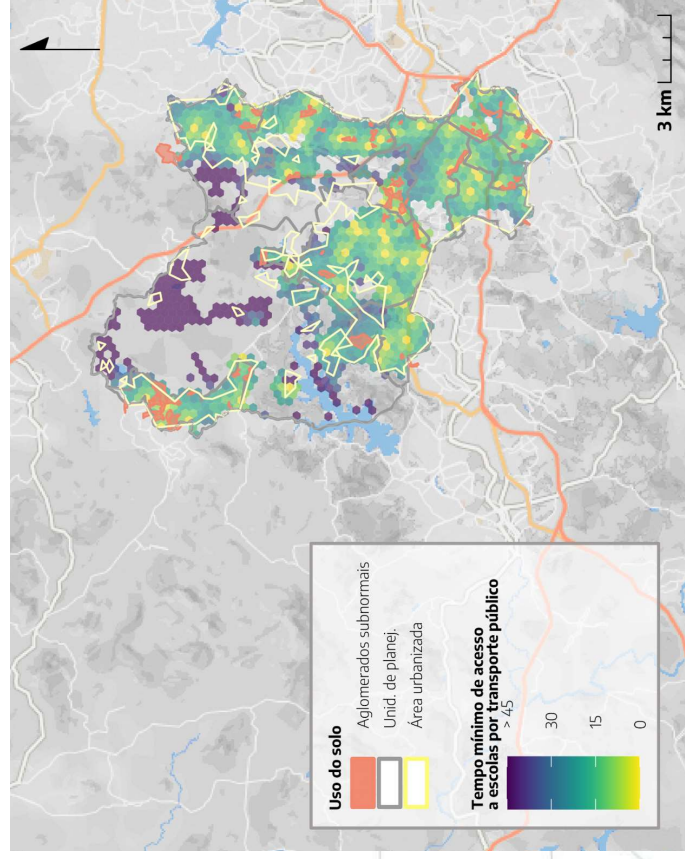 Uso do solo
Aglomerados subnormais
Unid. de planej.
Área urbanizada
Tempo mínimo de acesso
a escolas por transporte público
> 45
30
15
0
3 km